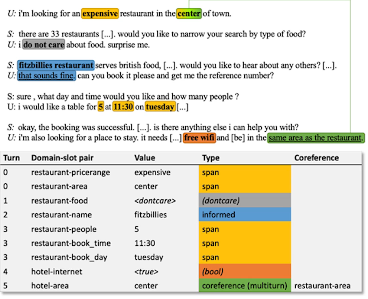 U: i'm looking for an expensive restaurant in the center of town.
S: there are 33 restaurants [...]. would you like to narrow your search by type of food?
U: i do not care about food. surprise me.
S: fitzbillies restaurant serves british food, [...]. would you like to hear about any others? [...].
U: that sounds fine, can you book it please and get me the reference number?
S: sure , what day and time would you like and how many people ?
U: i would like a table for 5 at 11:30 on tuesday [...]
S: okay, the booking was successful. [...]. is there anything else i can help you with?
U: i'm also looking for a place to stay. it needs [...] free wifi and [be] in the same area as the restaurant.
Turn Domain-slot pair Value Type Coreference
0 restaurant-pricerange expensive span
0 restaurant-area center span
1 restaurant-food <dontcare> (dontcare)
2 restaurant-name fitzbillies informed
3 restaurant-people 5 span
3 restaurant-book_time 11:30 span
3 restaurant-book_day tuesday span
4 hotel-internet <true> (bool)
5 hotel-area center coreference (multiturn) restaurant-area